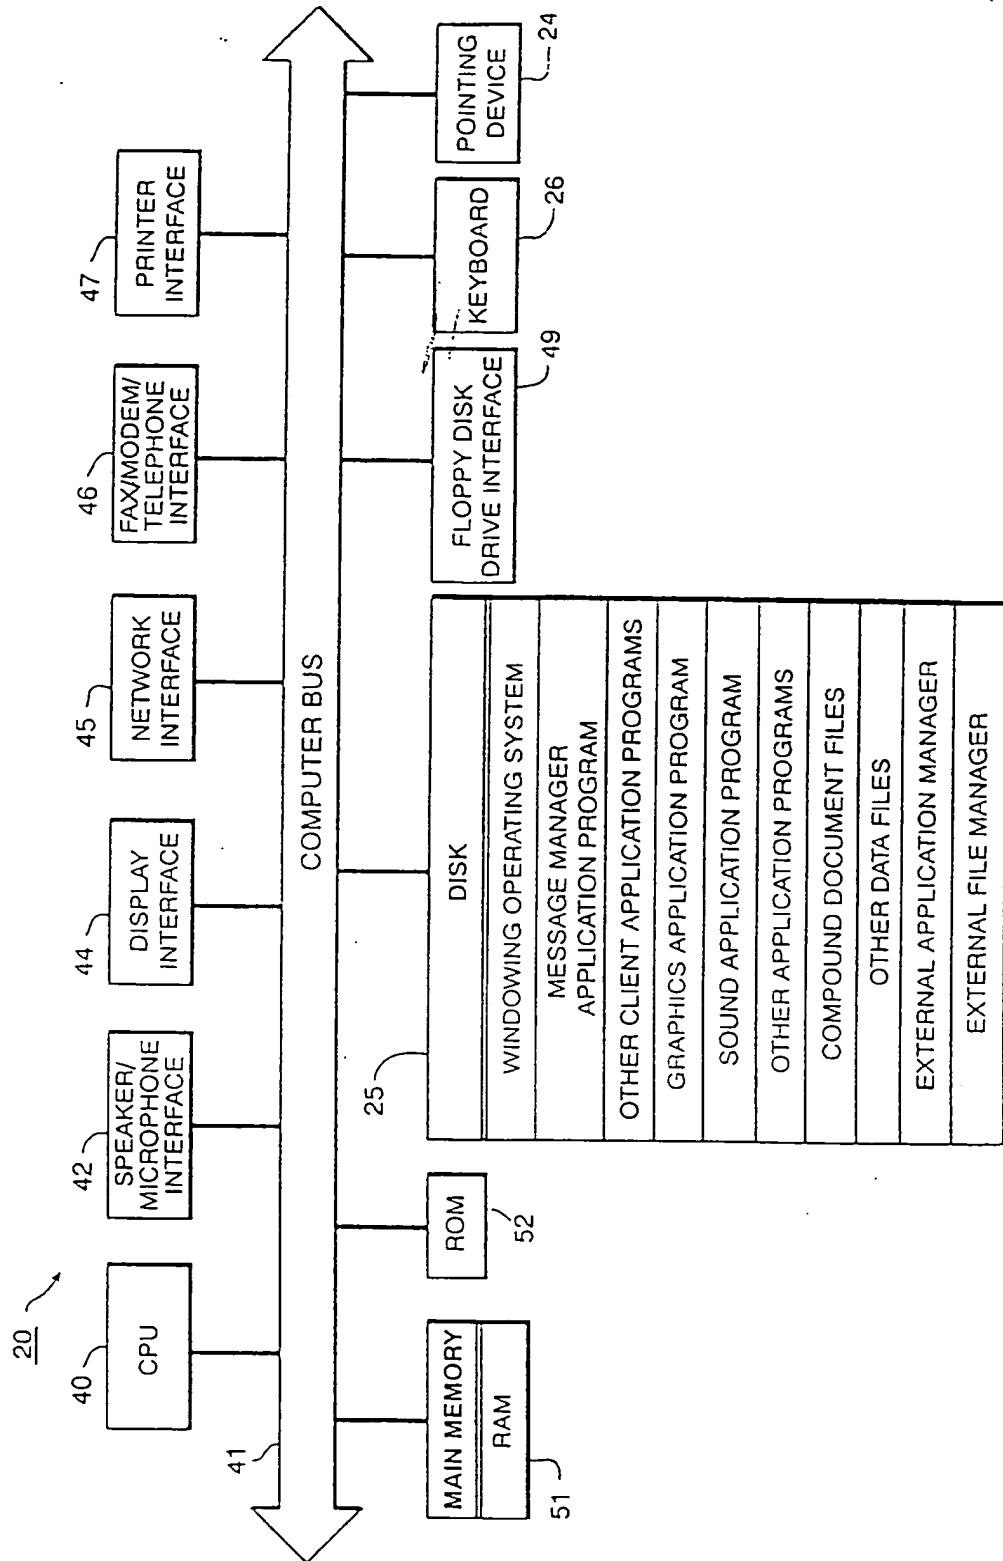 20
40
CPU
42
SPEAKER/
MICROPHONE
INTERFACE
44
DISPLAY
INTERFACE
45
NETWORK
INTERFACE
46
FAX/MODEM/
TELEPHONE
INTERFACE
47
PRINTER
INTERFACE
41
COMPUTER BUS
MAIN MEMORY
RAM
51
ROM
52
25
DISK
WINDOWING OPERATING SYSTEM
MESSAGE MANAGER
APPLICATION PROGRAM
OTHER CLIENT APPLICATION PROGRAMS
GRAPHICS APPLICATION PROGRAM
SOUND APPLICATION PROGRAM
OTHER APPLICATION PROGRAMS
COMPOUND DOCUMENT FILES
OTHER DATA FILES
EXTERNAL APPLICATION MANAGER
EXTERNAL FILE MANAGER
FLOPPY DISK
DRIVE INTERFACE
49
KEYBOARD
26
POINTING
DEVICE
24